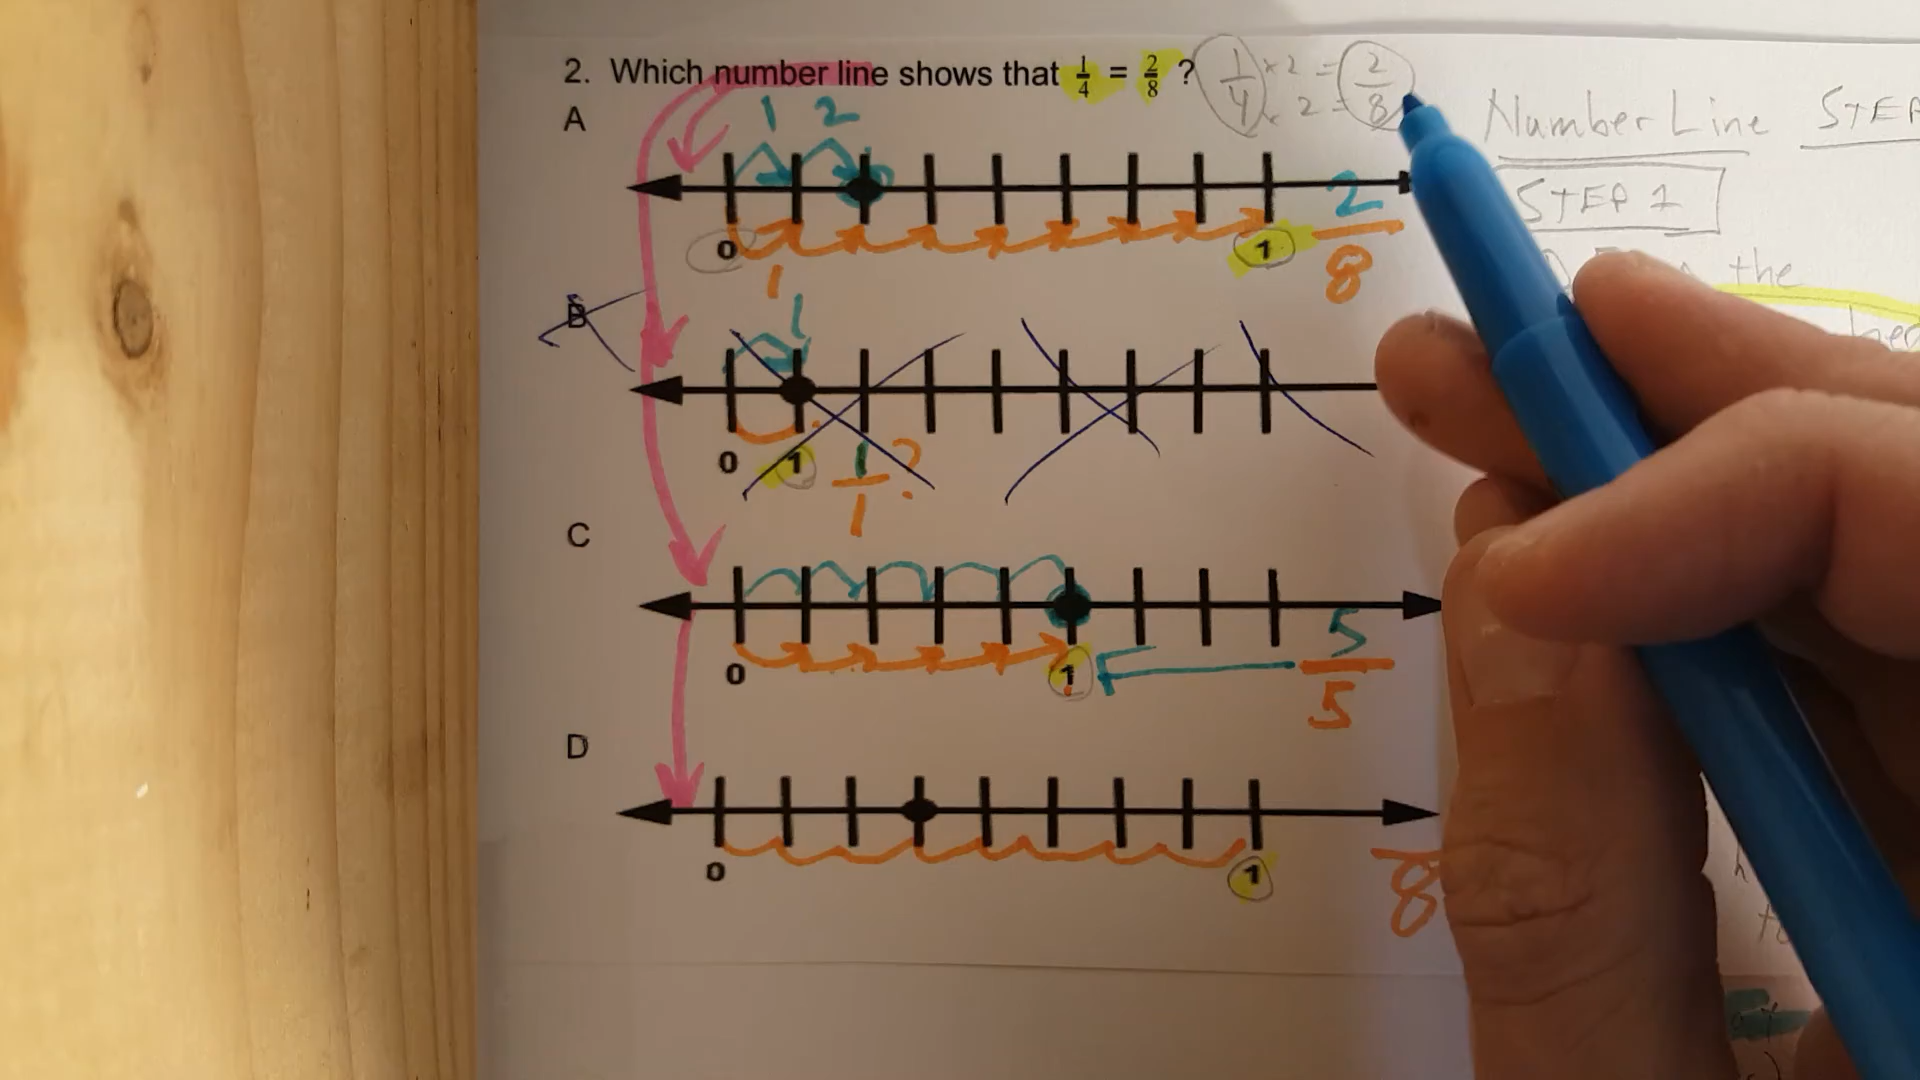 2. Which number line shows that 1/4 = 2/8 ? 1/4 × 2 = 2/8
× 2 =
Number Line STEP
A 1 2
STEP 1
0 1 2/8
1
the
B 1
0 1 1/1 ?
C
0 1 5/5
D
0 1 8